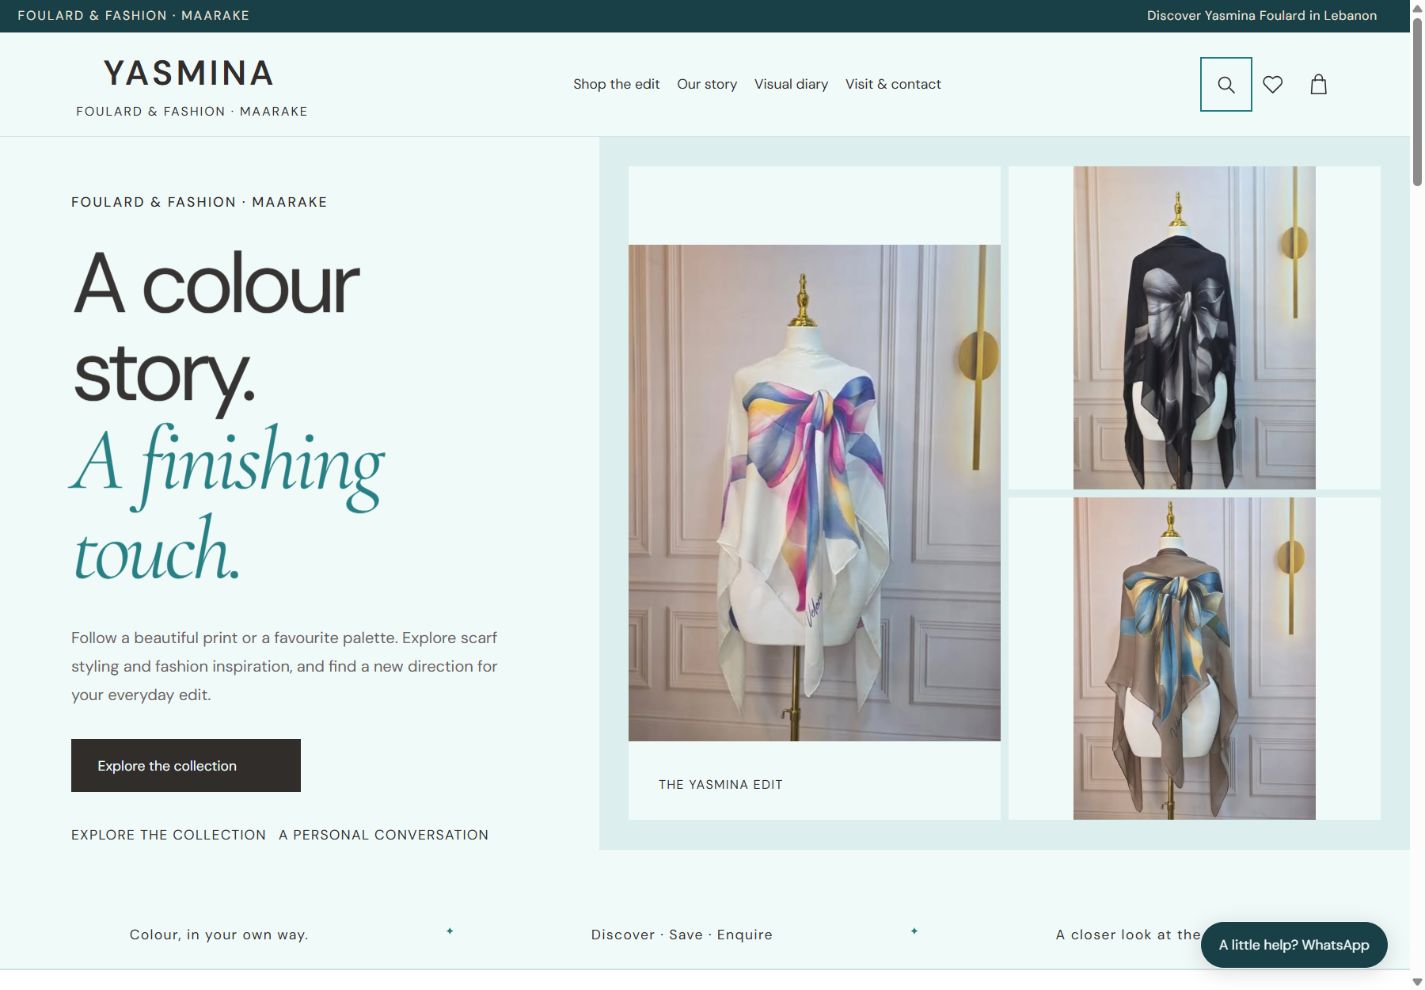 FOULARD & FASHION · MAARAKE
Discover Yasmina Foulard in Lebanon
YASMINA
FOULARD & FASHION · MAARAKE
Shop the edit
Our story
Visual diary
Visit & contact
FOULARD & FASHION · MAARAKE
A colour
story.
A finishing
touch.
Follow a beautiful print or a favourite palette. Explore scarf
styling and fashion inspiration, and find a new direction for
your everyday edit.
Explore the collection
EXPLORE THE COLLECTION
A PERSONAL CONVERSATION
THE YASMINA EDIT
Colour, in your own way.
Discover · Save · Enquire
A closer look at the
A little help? WhatsApp